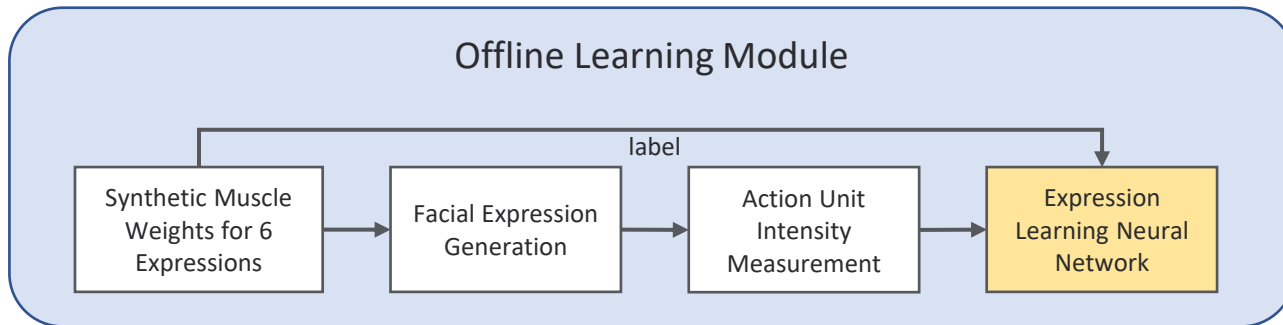 Offline Learning Module
label
Synthetic Muscle
Weights for 6
Expressions
Facial Expression
Generation
Action Unit
Intensity
Measurement
Expression
Learning Neural
Network